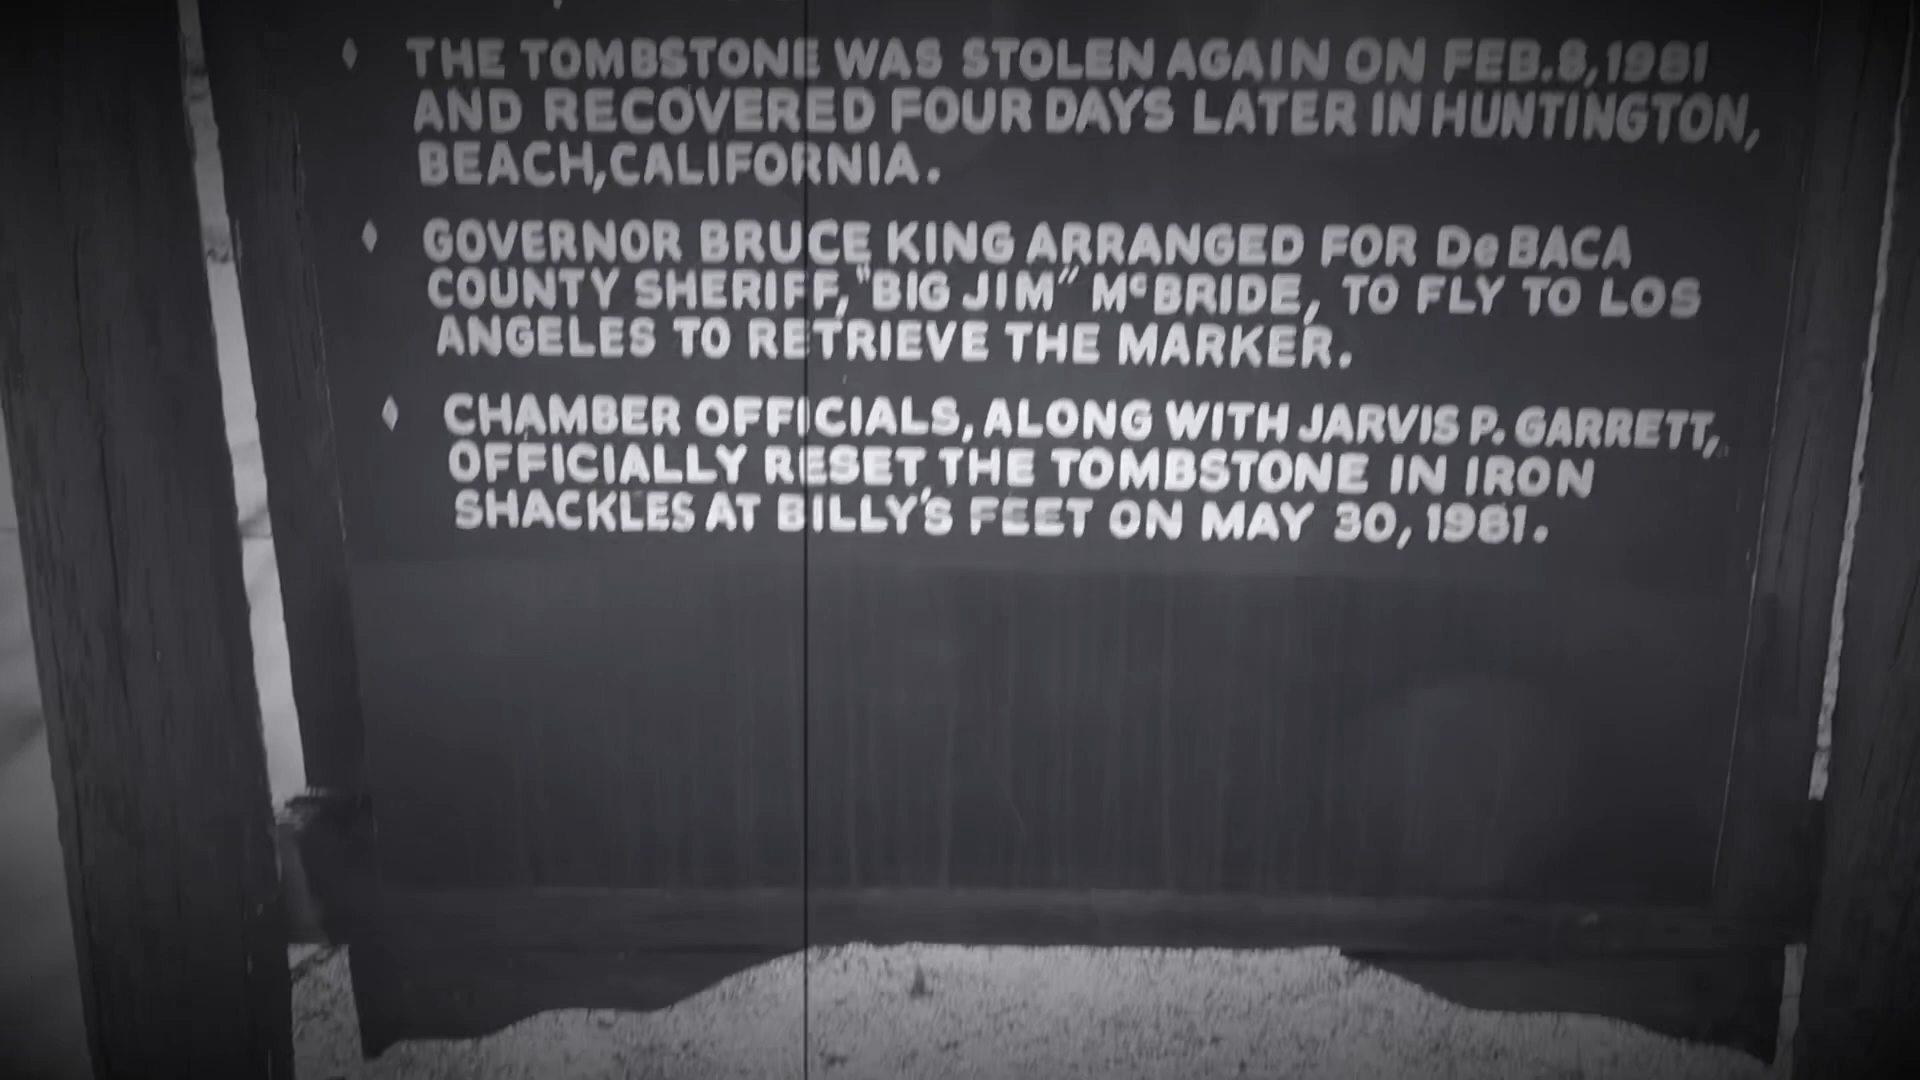 THE TOMBSTONE WAS STOLEN AGAIN ON FEB.8,1981
AND RECOVERED FOUR DAYS LATER IN HUNTINGTON,
BEACH,CALIFORNIA.
GOVERNOR BRUCE KING ARRANGED FOR De BACA
COUNTY SHERIFF, "BIG JIM" McBRIDE, TO FLY TO LOS
ANGELES TO RETRIEVE THE MARKER.
CHAMBER OFFICIALS, ALONG WITH JARVIS P. GARRETT,
OFFICIALLY RESET THE TOMBSTONE IN IRON
SHACKLES AT BILLY'S FEET ON MAY 30, 1981.